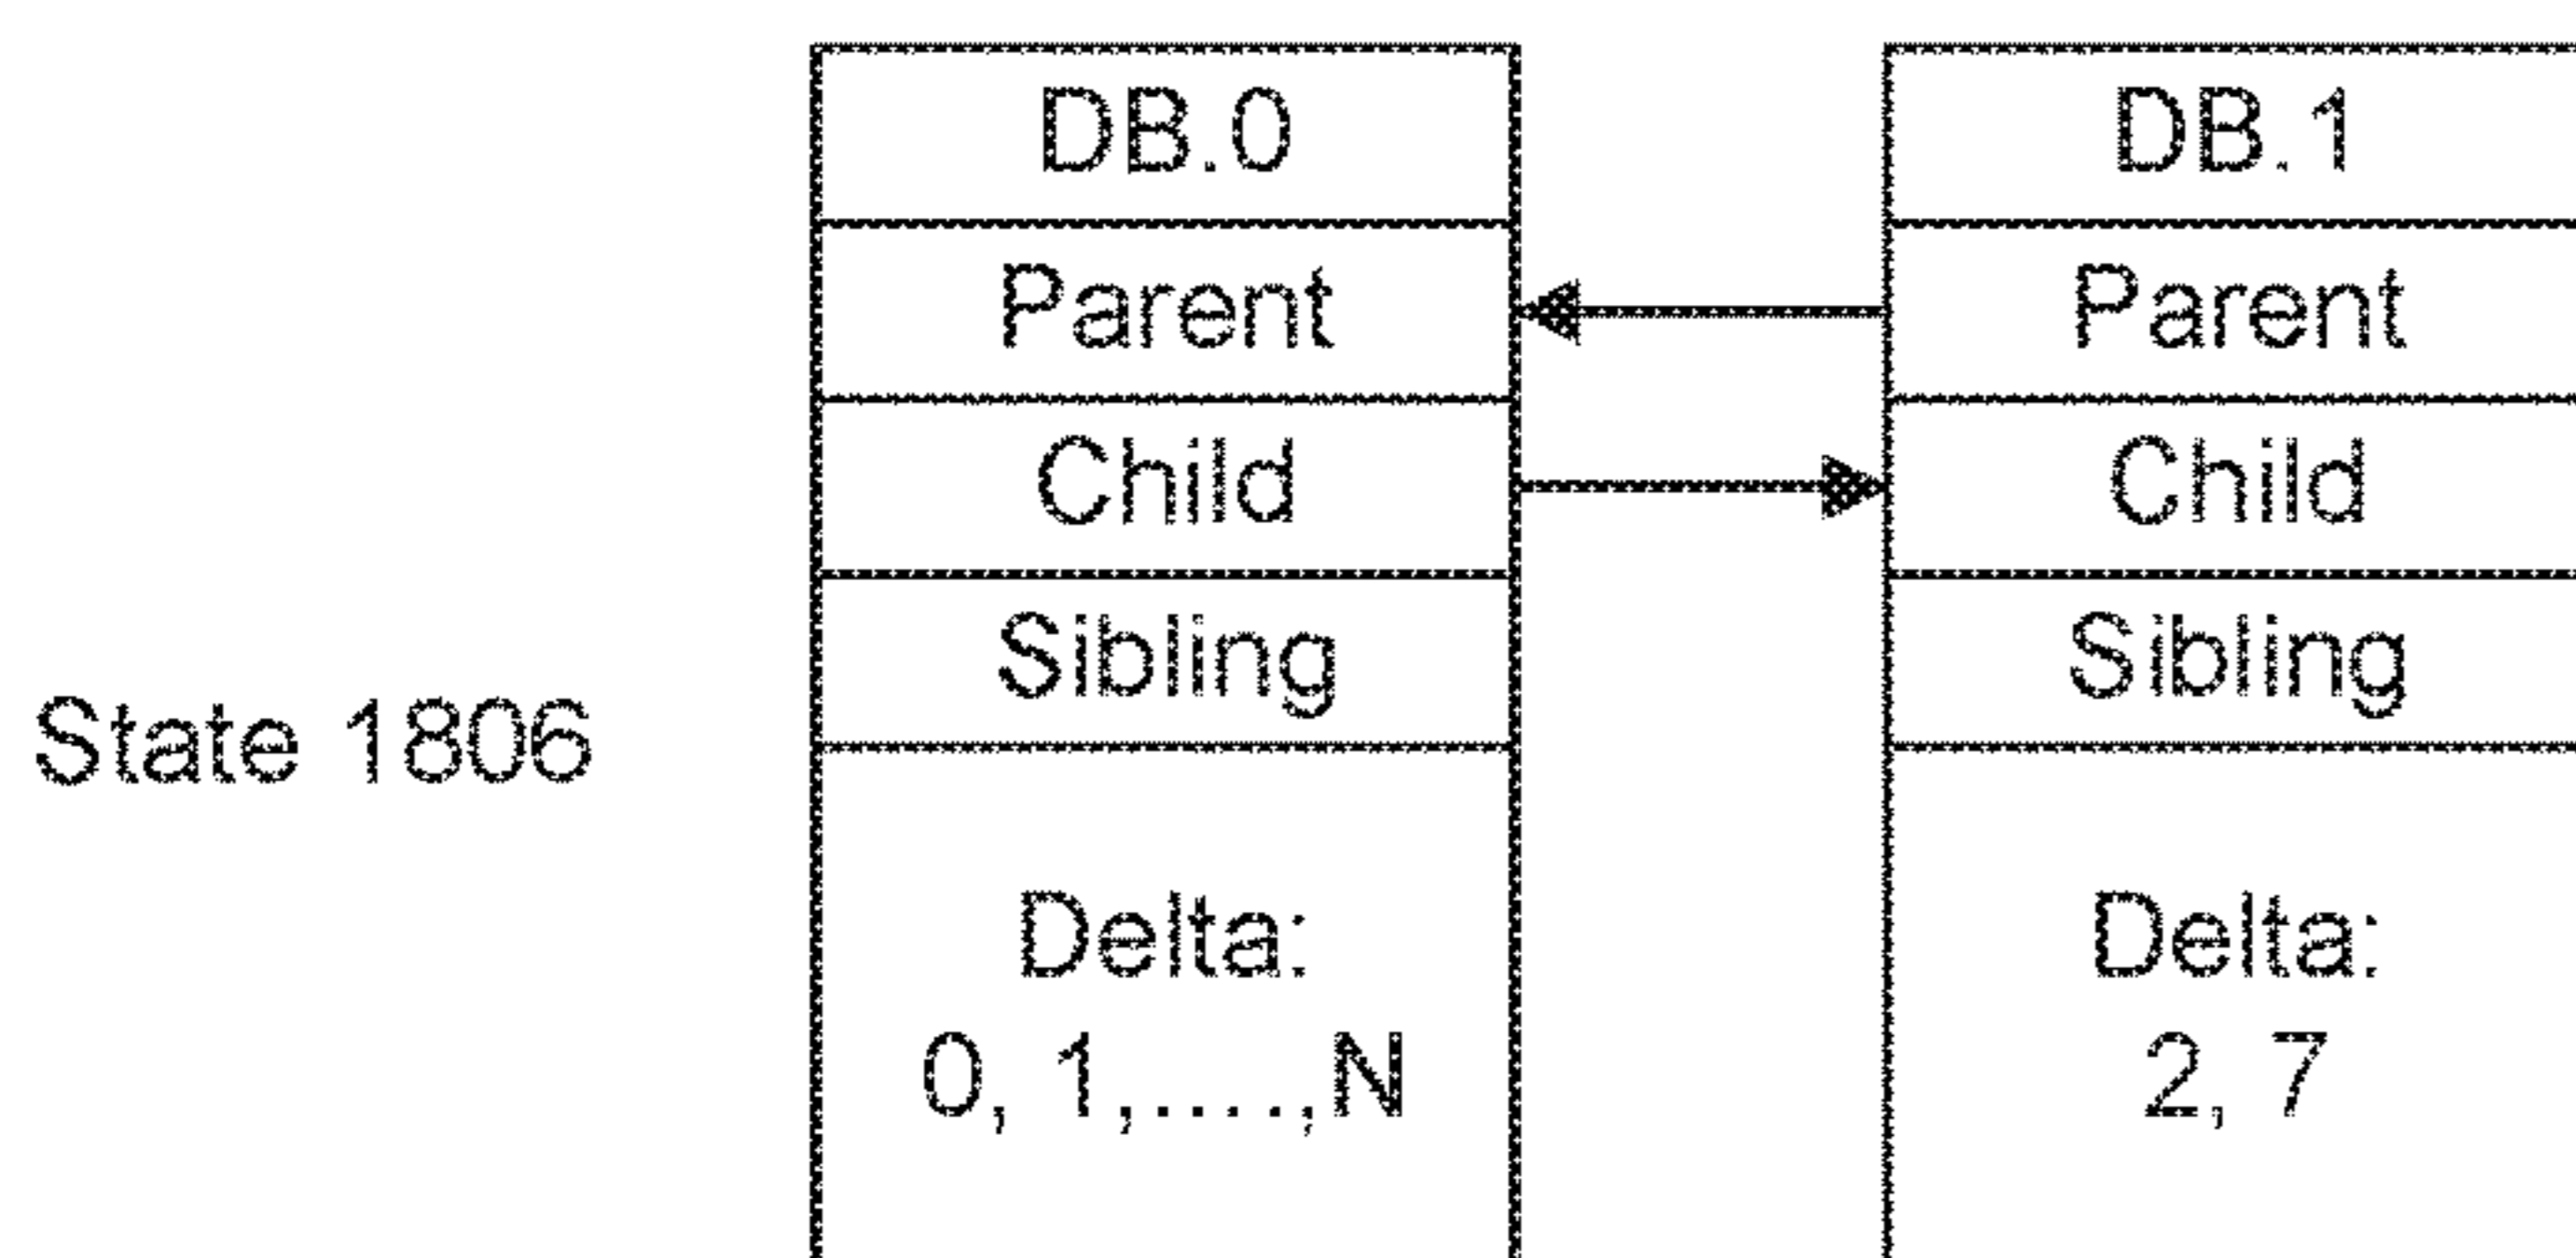 DB.0
Parent
Child
Sibling
Delta:
0, 1,....,N
DB.1
Parent
Child
Sibling
Delta:
2, 7
State 1806